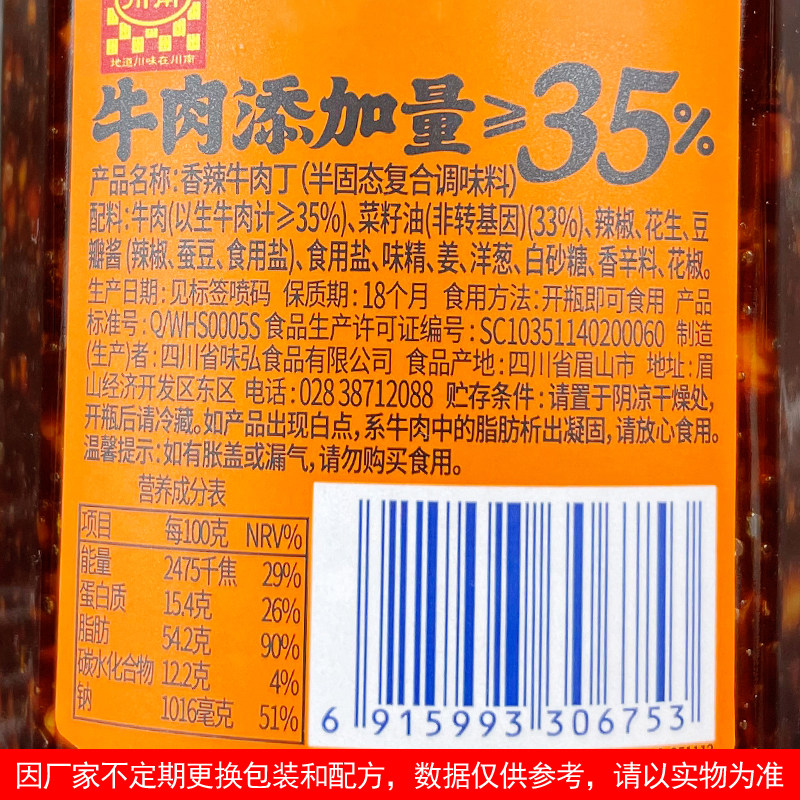 川南
地道川味在川南
牛肉添加量≥35%
产品名称:香辣牛肉丁(半固态复合调味料)
配料:牛肉(以生牛肉计≥35%)、菜籽油(非转基因)(33%)、辣椒、花生、豆
瓣酱(辣椒、蚕豆、食用盐)、食用盐、味精、姜、洋葱、白砂糖、香辛料、花椒。
生产日期:见标签喷码 保质期:18个月 食用方法:开瓶即可食用 产品
标准号:Q/WHS0005S 食品生产许可证编号:SC10351140200060 制造
(生产)者:四川省味弘食品有限公司 食品产地:四川省眉山市 地址:眉
山经济开发区东区 电话:028 38712088 贮存条件:请置于阴凉干燥处,
开瓶后请冷藏。如产品出现白点,系牛肉中的脂肪析出凝固,请放心食用。
温馨提示:如有胀盖或漏气,请勿购买食用。
营养成分表
项目 每100克 NRV%
能量 2475千焦 29%
蛋白质 15.4克 26%
脂肪 54.2克 90%
碳水化合物 12.2克 4%
钠 1016毫克 51%
6 915993 306753
因厂家不定期更换包装和配方，数据仅供参考，请以实物为准